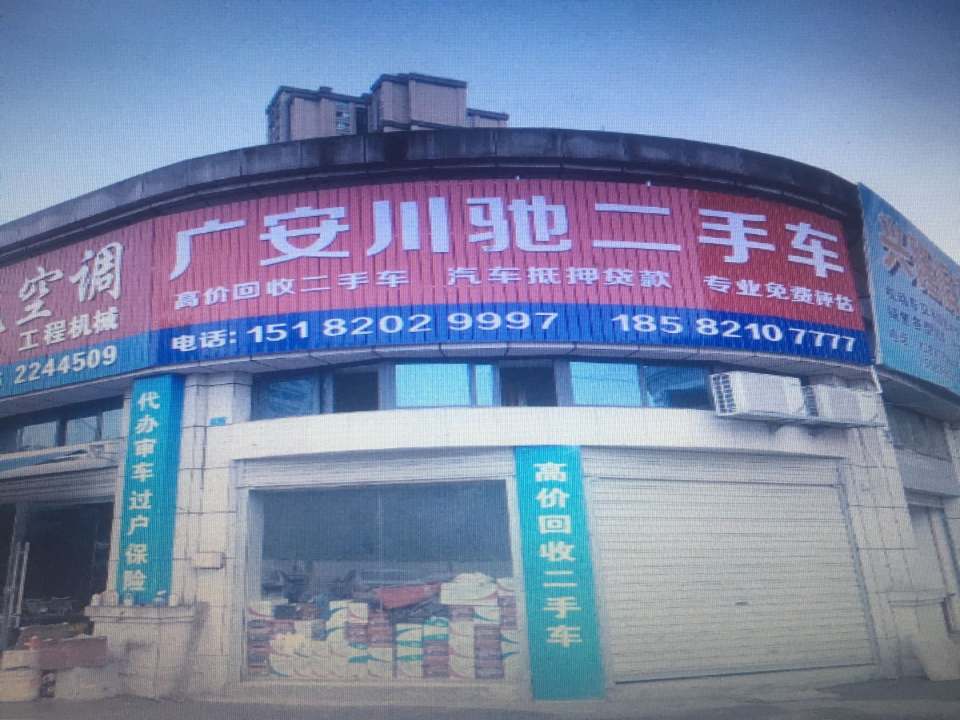 空调
工程机械
2244509
广安川驰二手车
高价回收二手车 汽车抵押贷款 专业免费评估
电话: 151 8202 9997 185 8210 7777
代办审车过户保险
高价回收二手车